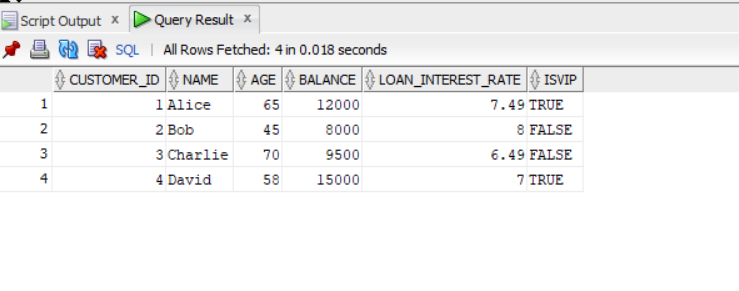 Script Output x Query Result x
SQL | All Rows Fetched: 4 in 0.018 seconds
CUSTOMER_ID NAME AGE BALANCE LOAN_INTEREST_RATE ISVIP
1 1 Alice 65 12000 7.49 TRUE
2 2 Bob 45 8000 8 FALSE
3 3 Charlie 70 9500 6.49 FALSE
4 4 David 58 15000 7 TRUE